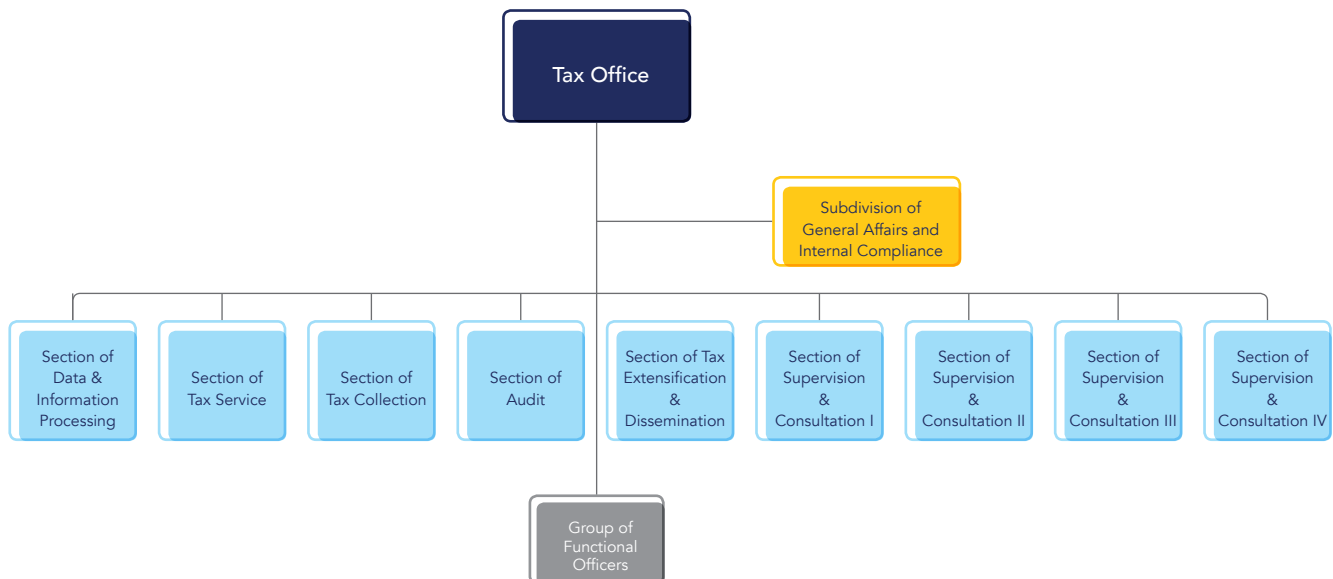 Tax Office
Subdivision of
General Affairs and
Internal Compliance
Section of
Data &
Information
Processing
Section of
Tax Service
Section of
Tax Collection
Section of
Audit
Section of Tax
Extensification
&
Dissemination
Section of
Supervision
&
Consultation I
Section of
Supervision
&
Consultation II
Section of
Supervision
&
Consultation III
Section of
Supervision
&
Consultation IV
Group of
Functional
Officers